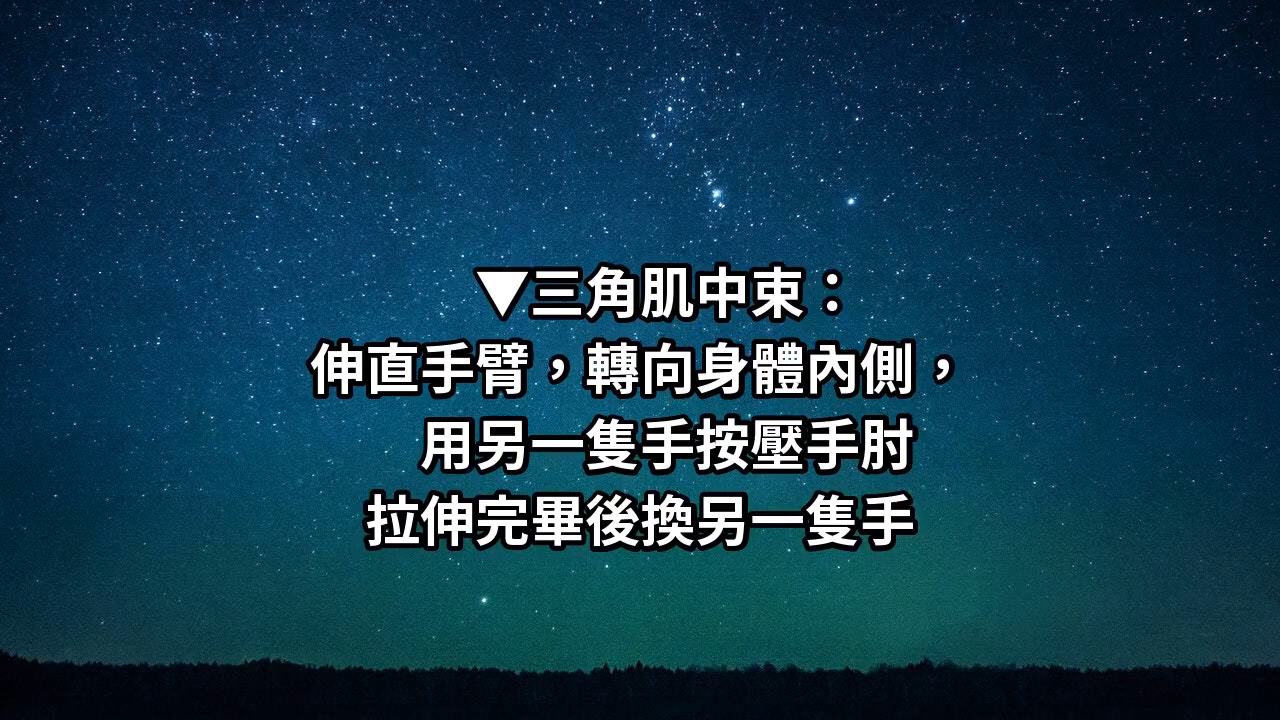 ▼三角肌中束：
伸直手臂，轉向身體內側，
用另一隻手按壓手肘
拉伸完畢後換另一隻手